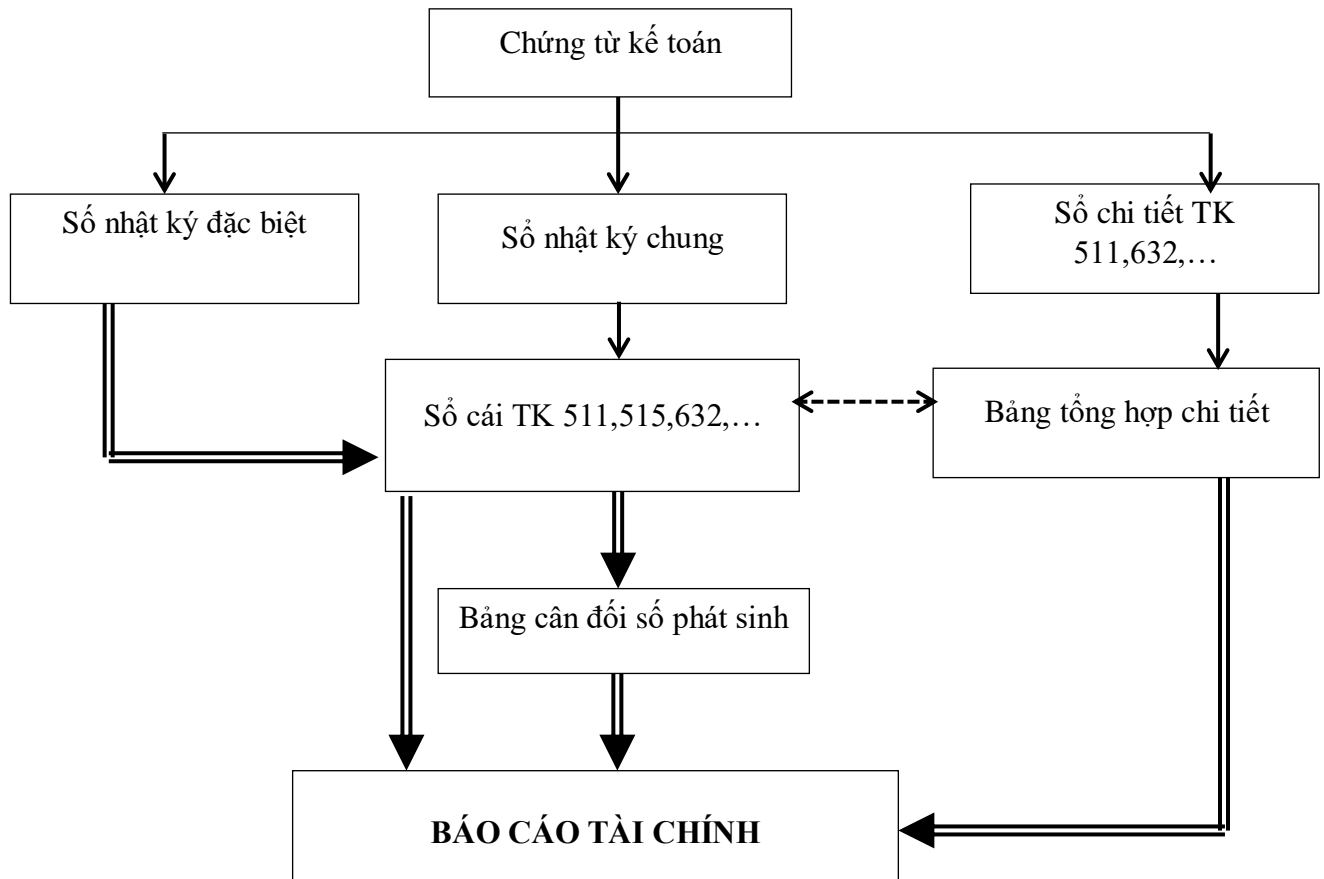 Chứng từ kế toán
Số nhật ký đặc biệt
Sổ nhật ký chung
Sổ chi tiết TK
511,632,…
Sổ cái TK 511,515,632,…
Bảng tổng hợp chi tiết
Bảng cân đối số phát sinh
BÁO CÁO TÀI CHÍNH